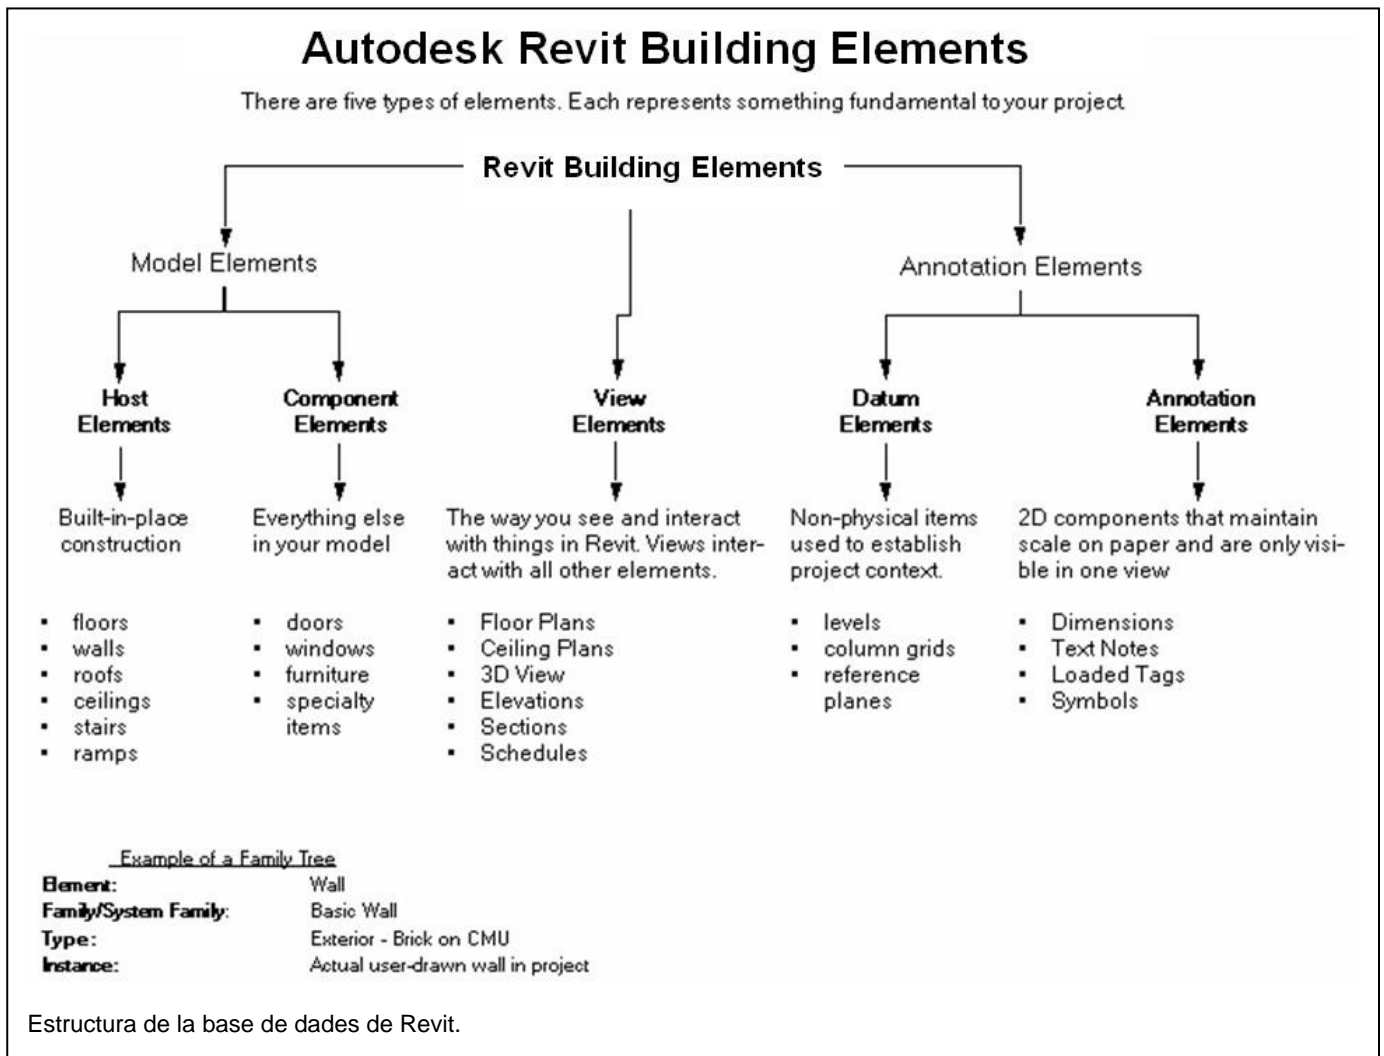 Autodesk Revit Building Elements
There are five types of elements. Each represents something fundamental to your project
Revit Building Elements
Model Elements
Annotation Elements
Host
Elements
Component
Elements
View
Elements
Datum
Elements
Annotation
Elements
Built-in-place
construction
Everything else
in your model
The way you see and interact
with things in Revit. Views inter-
act with all other elements.
Non-physical items
used to establish
project context.
2D components that maintain
scale on paper and are only visi-
ble in one view
▪ floors
▪ walls
▪ roofs
▪ ceilings
▪ stairs
▪ ramps
▪ doors
▪ windows
▪ furniture
▪ specialty
items
▪ Floor Plans
▪ Ceiling Plans
▪ 3D View
▪ Elevations
▪ Sections
▪ Schedules
▪ levels
▪ column grids
▪ reference
planes
▪ Dimensions
▪ Text Notes
▪ Loaded Tags
▪ Symbols
Example of a Family Tree
Element: Wall
Family/System Family: Basic Wall
Type: Exterior - Brick on CMU
Instance: Actual user-drawn wall in project
Estructura de la base de dades de Revit.